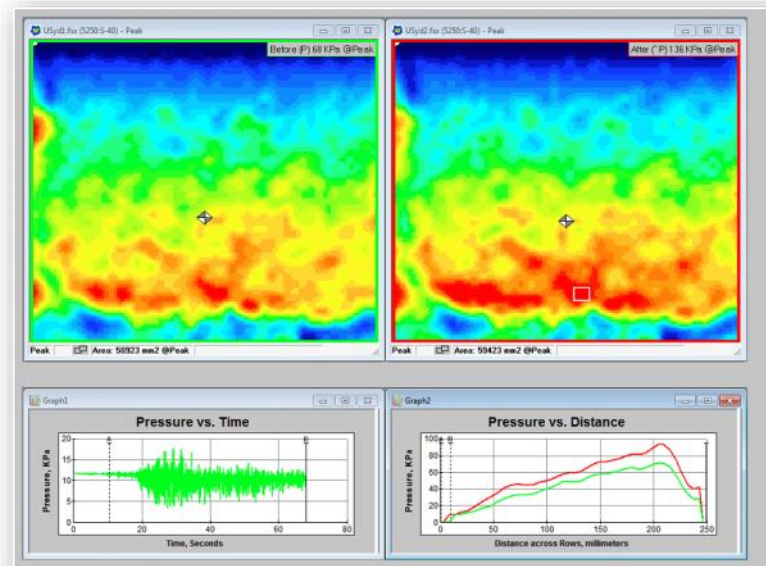 USyd1.fsx (5250:S-40) - Peak
Before (P) 68 KPa @Peak
Peak
Area: 58923 mm2 @Peak
USyd2.fsx (5250:S-40) - Peak
After (^P) 136 KPa @Peak
Peak
Area: 59423 mm2 @Peak
Graph1
Pressure vs. Time
Pressure, KPa
20
15
10
5
0
A
B
0 20 40 60 80
Time, Seconds
Graph2
Pressure vs. Distance
Pressure, KPa
100
80
60
40
20
0
A B
0 50 100 150 200 250
Distance across Rows, millimeters